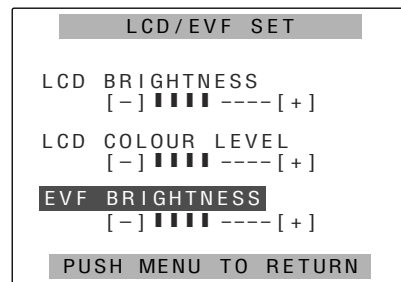 LCD/EVF SET
LCD BRIGHTNESS
[–]▮▮▮▮----[+]
LCD COLOUR LEVEL
[–]▮▮▮▮----[+]
EVF BRIGHTNESS
[–]▮▮▮▮----[+]
PUSH MENU TO RETURN